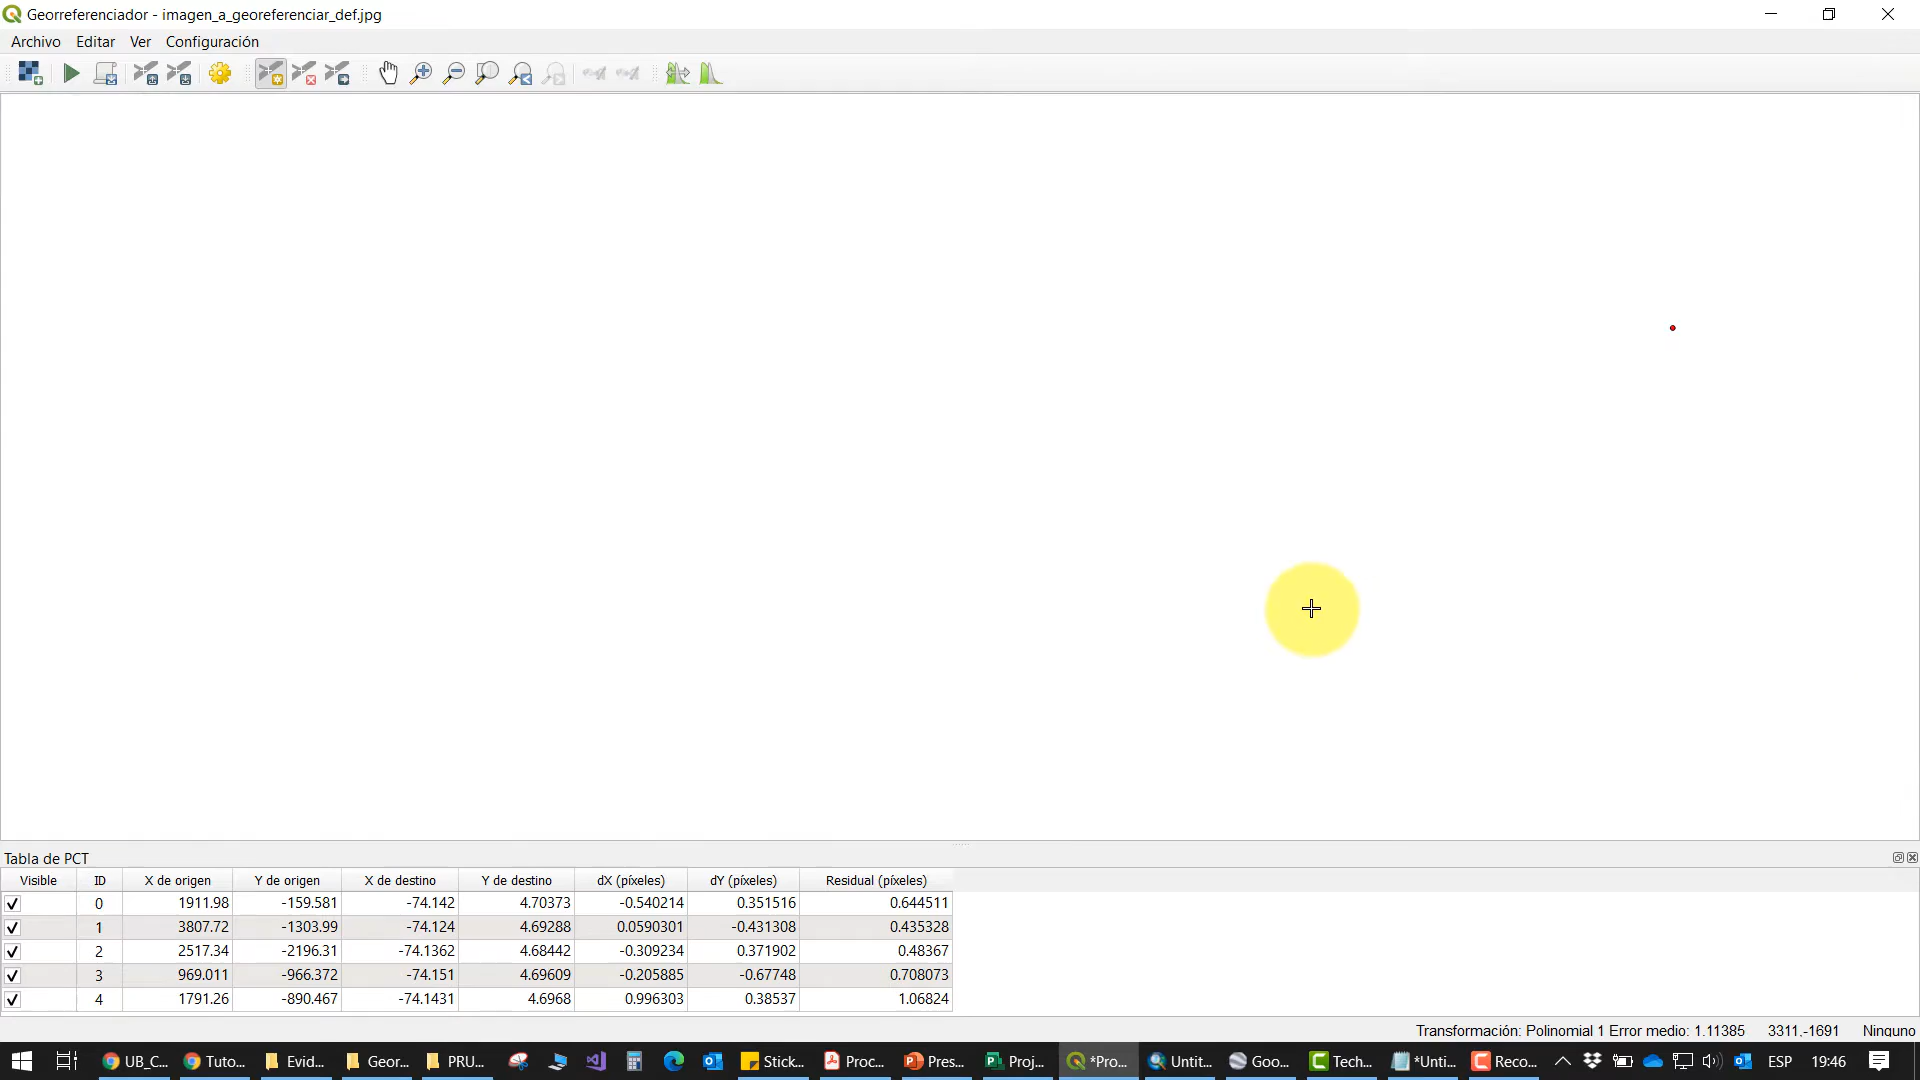 Georreferenciador - imagen_a_georeferenciar_def.jpg
Archivo Editar Ver Configuración
Tabla de PCT
Visible ID X de origen Y de origen X de destino Y de destino dX (píxeles) dY (píxeles) Residual (píxeles)
0 1911.98 -159.581 -74.142 4.70373 -0.540214 0.351516 0.644511
1 3807.72 -1303.99 -74.124 4.69288 0.0590301 -0.431308 0.435328
2 2517.34 -2196.31 -74.1362 4.68442 -0.309234 0.371902 0.48367
3 969.011 -966.372 -74.151 4.69609 -0.205885 -0.67748 0.708073
4 1791.26 -890.467 -74.1431 4.6968 0.996303 0.38537 1.06824
Transformación: Polinomial 1 Error medio: 1.11385 3311,-1691 Ninguno
UB_C... Tuto... Evid... Geor... PRU... Stick... Proc... Pres... Proj... *Pro... Untit... Goo... Tech... *Unti... Reco... ESP 19:46